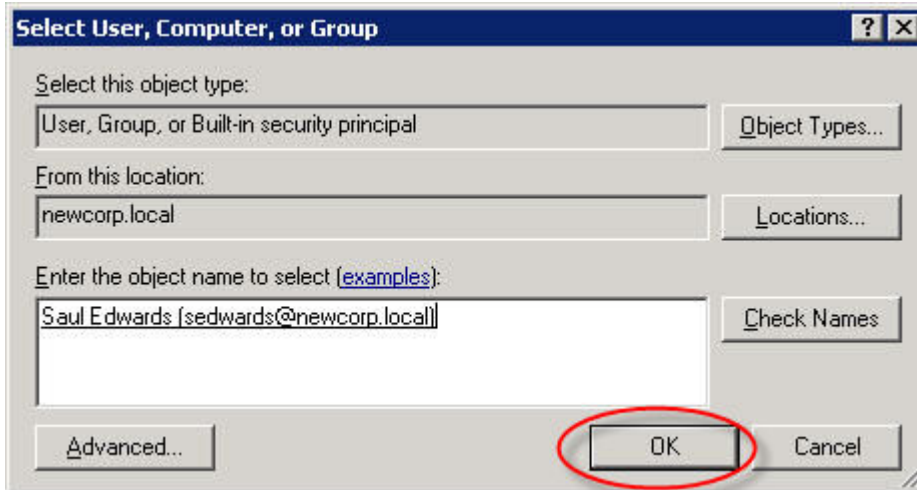 Select User, Computer, or Group
Select this object type:
User, Group, or Built-in security principal
Object Types...
From this location:
newcorp.local
Locations...
Enter the object name to select (examples):
Saul Edwards (sedwards@newcorp.local)
Check Names
Advanced...
OK
Cancel